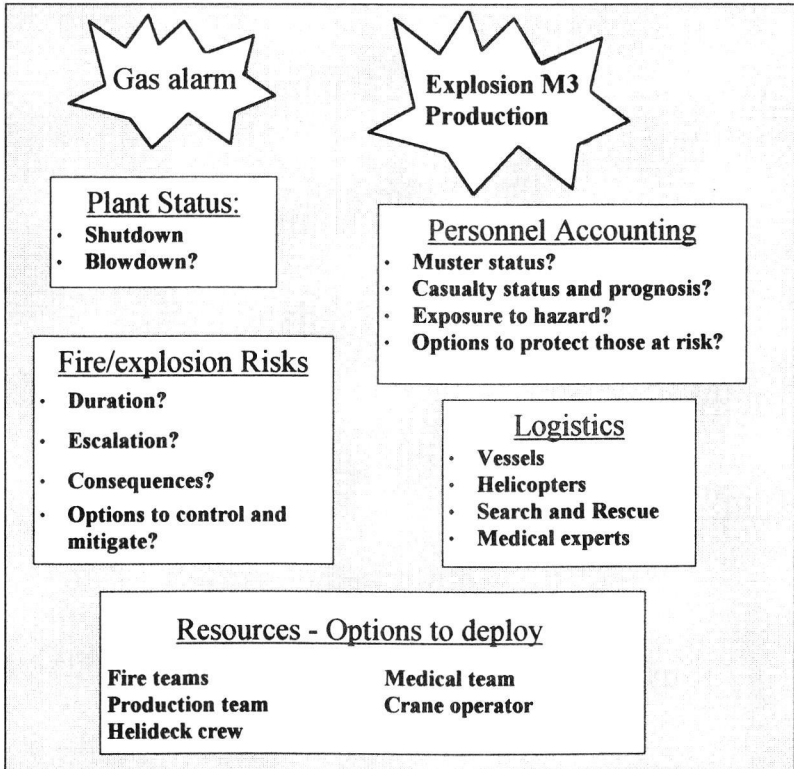 Gas alarm
Explosion M3
Production
Plant Status:
· Shutdown
· Blowdown?
Personnel Accounting
· Muster status?
· Casualty status and prognosis?
· Exposure to hazard?
· Options to protect those at risk?
Fire/explosion Risks
· Duration?
· Escalation?
· Consequences?
· Options to control and
mitigate?
Logistics
· Vessels
· Helicopters
· Search and Rescue
· Medical experts
Resources - Options to deploy
Fire teams
Production team
Helideck crew
Medical team
Crane operator